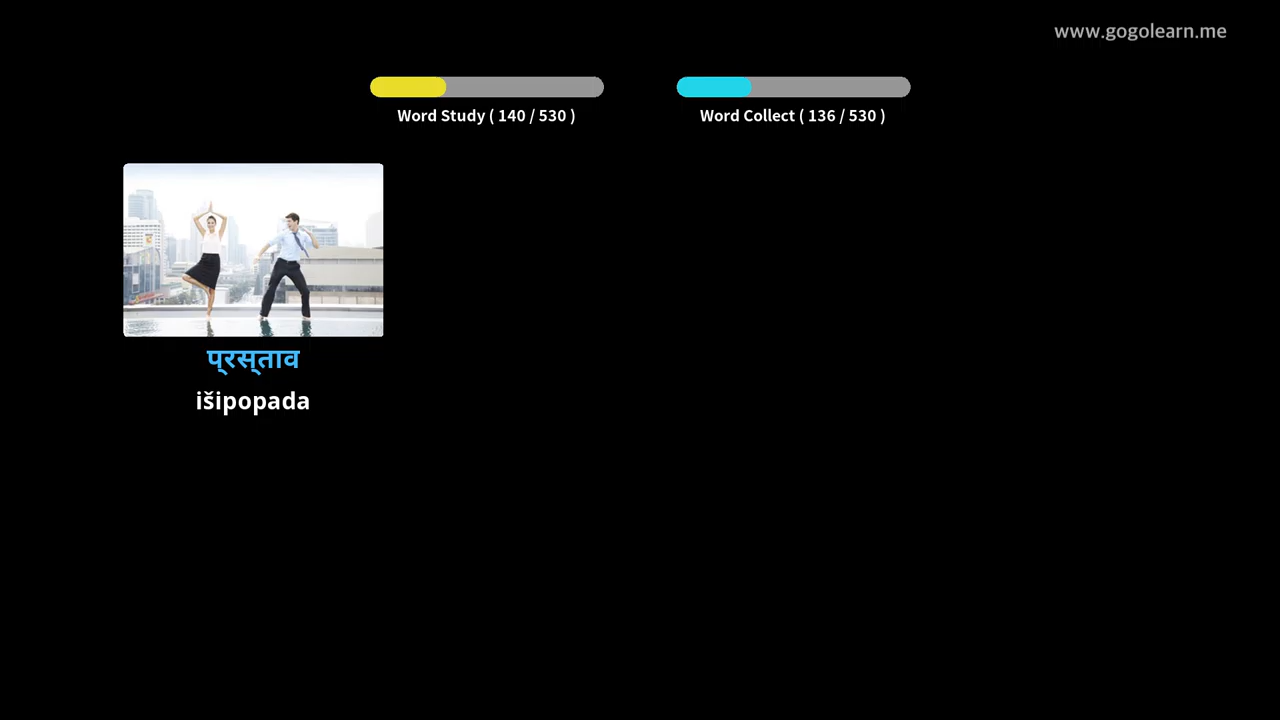 www.gogolearn.me
Word Study ( 140 / 530 )
Word Collect ( 136 / 530 )
प्रस्ताव
išipopada